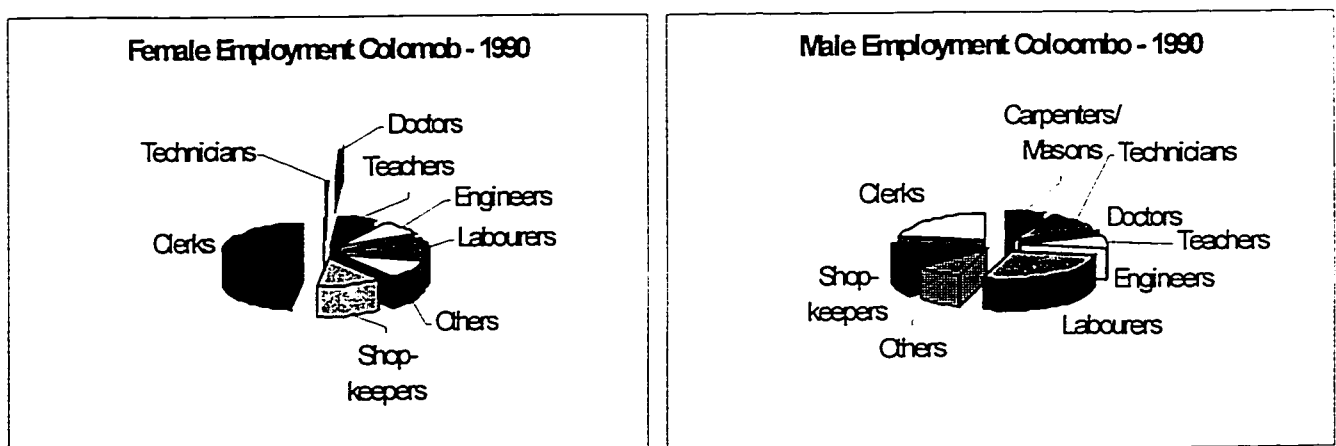 Female Employment Colomob - 1990
Doctors
Technicians
Teachers
Engineers
Clerks
Labourers
Others
Shop-
keepers
Male Employment Coloombo - 1990
Carpenters/
Masons
Technicians
Clerks
Doctors
Teachers
Shop-
keepers
Engineers
Labourers
Others